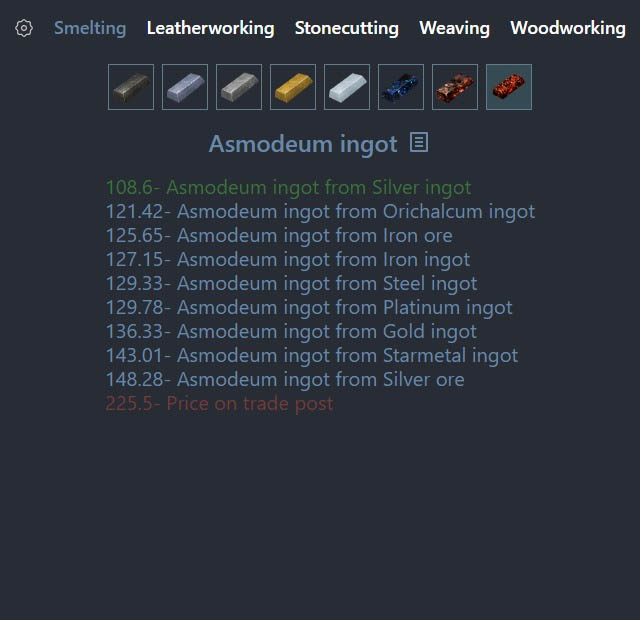 Smelting Leatherworking Stonecutting Weaving Woodworking
Asmodeum ingot
108.6- Asmodeum ingot from Silver ingot
121.42- Asmodeum ingot from Orichalcum ingot
125.65- Asmodeum ingot from Iron ore
127.15- Asmodeum ingot from Iron ingot
129.33- Asmodeum ingot from Steel ingot
129.78- Asmodeum ingot from Platinum ingot
136.33- Asmodeum ingot from Gold ingot
143.01- Asmodeum ingot from Starmetal ingot
148.28- Asmodeum ingot from Silver ore
225.5- Price on trade post